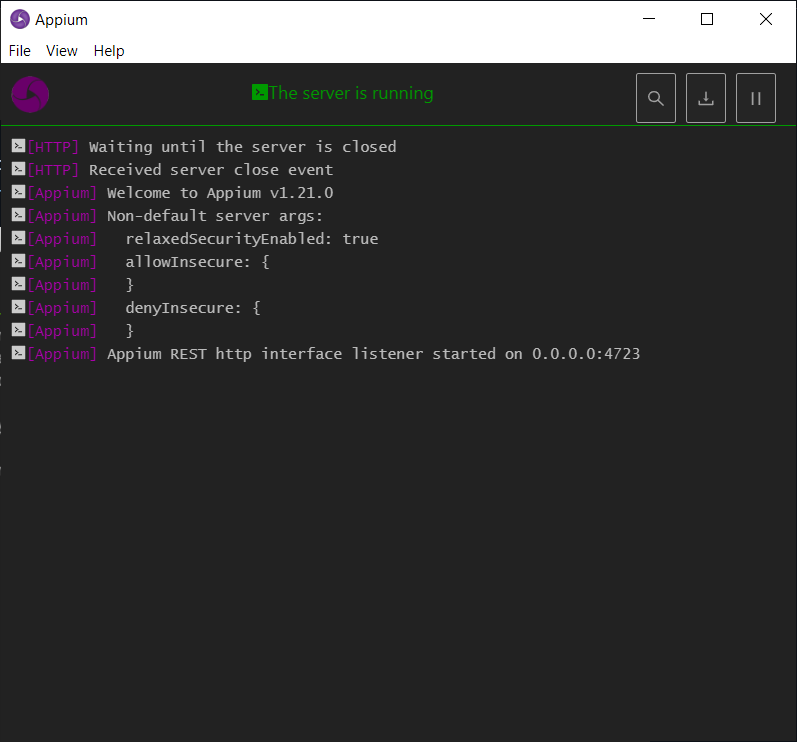 Appium
File View Help
The server is running
[HTTP] Waiting until the server is closed
[HTTP] Received server close event
[Appium] Welcome to Appium v1.21.0
[Appium] Non-default server args:
[Appium]   relaxedSecurityEnabled: true
[Appium]   allowInsecure: {
[Appium]   }
[Appium]   denyInsecure: {
[Appium]   }
[Appium] Appium REST http interface listener started on 0.0.0.0:4723